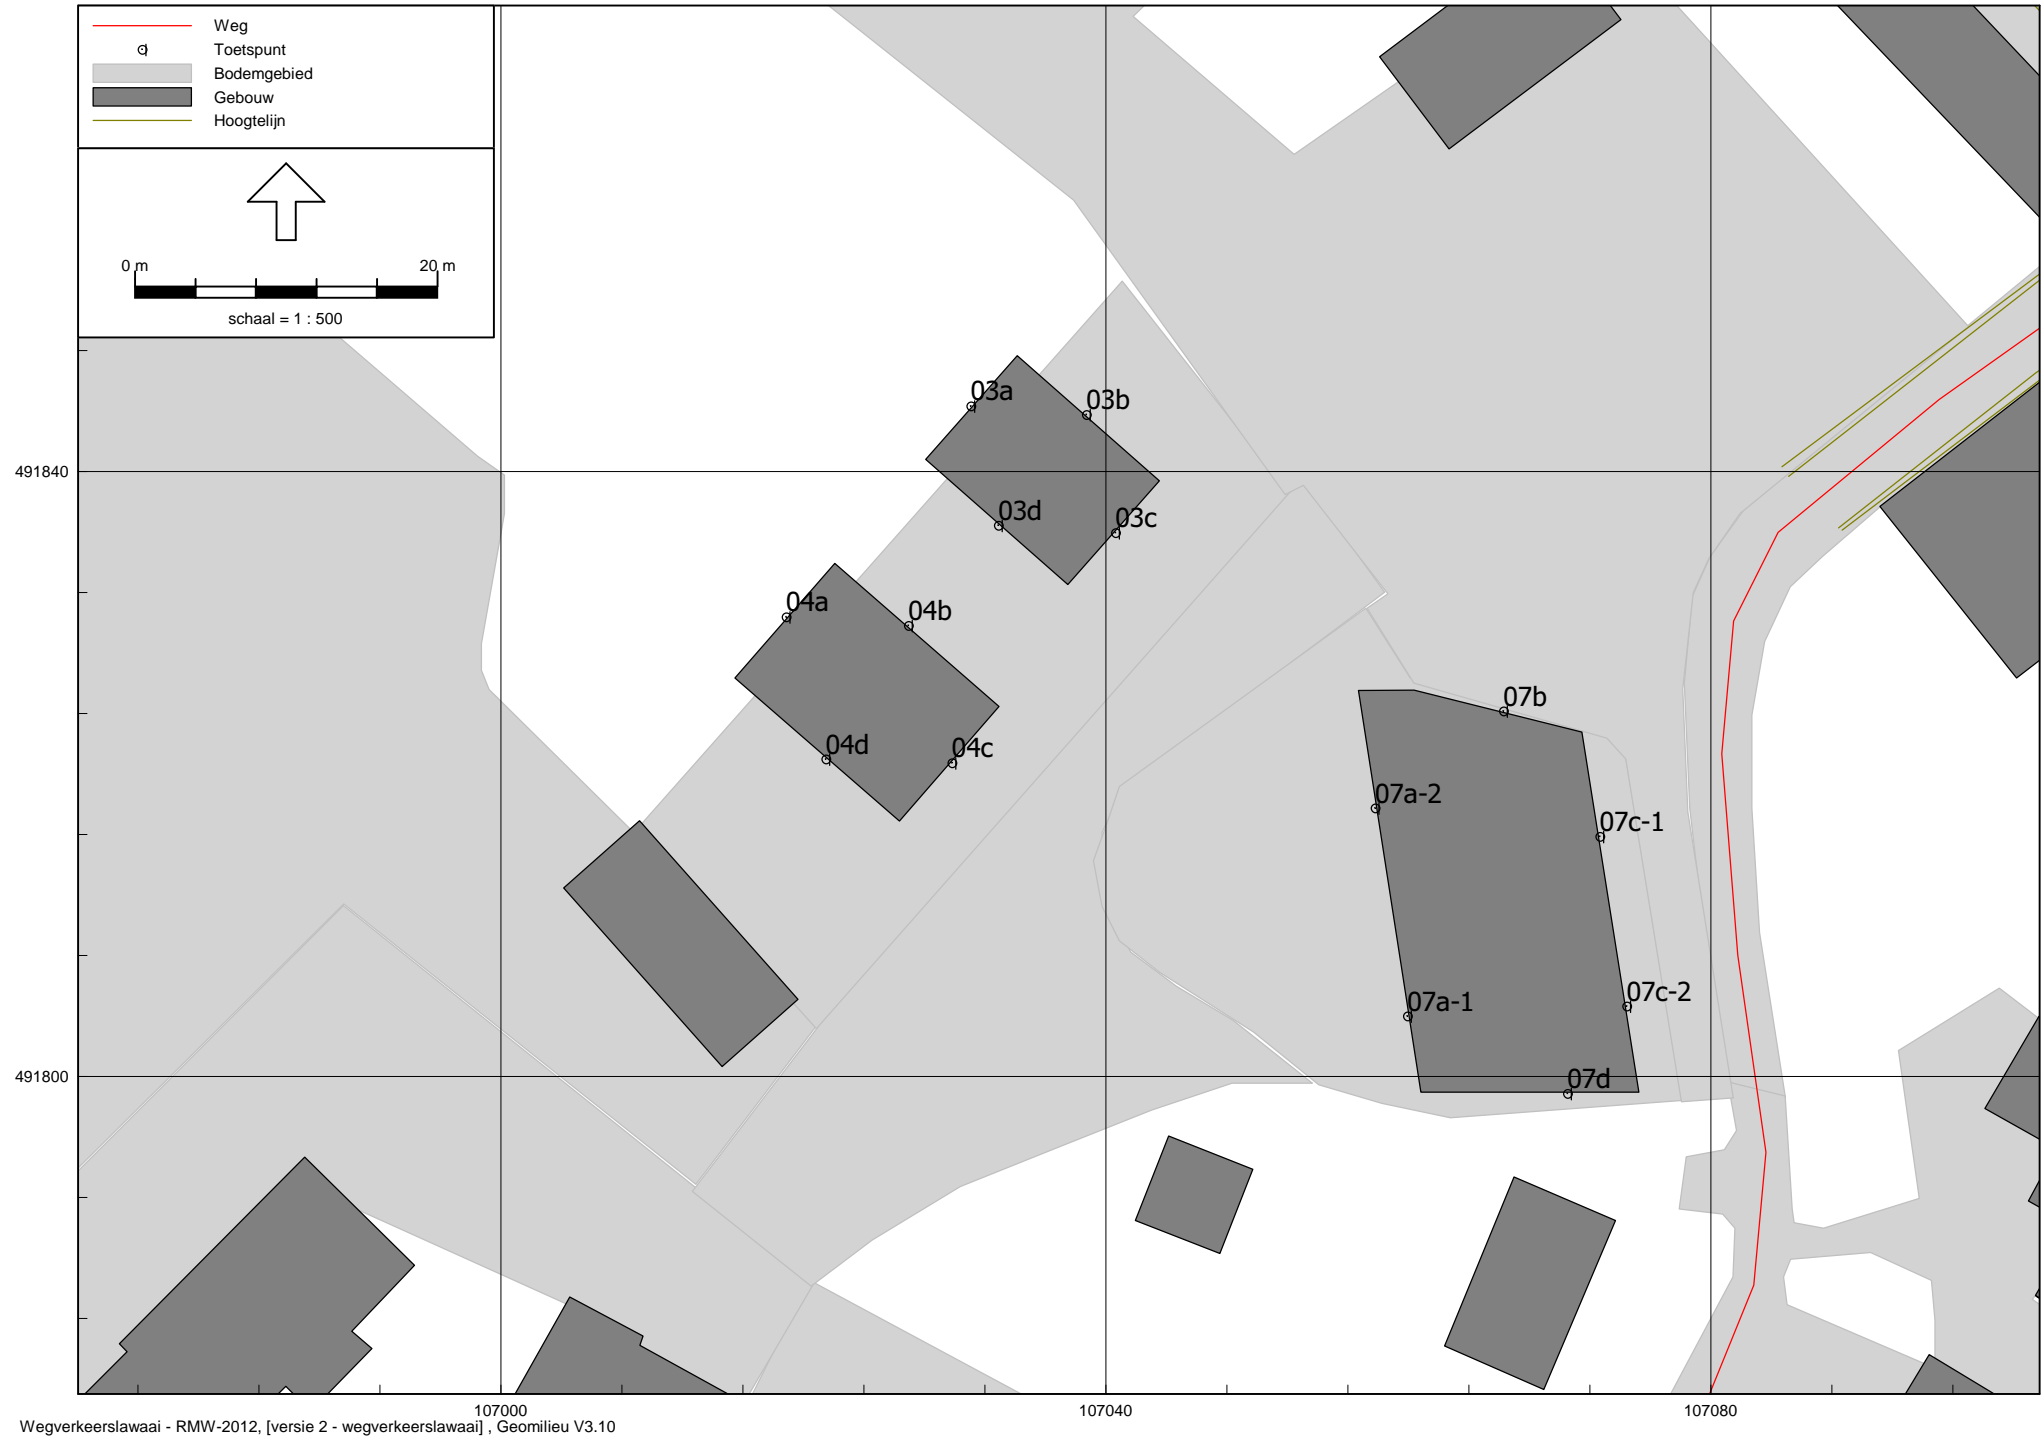 Weg
Toetspunt
Bodemgebied
Gebouw
Hoogtelijn
0 m 20 m
schaal = 1 : 500
03a
03b
491840
03d
03c
04a
04b
07b
04d
04c
07a-2
07c-1
07c-2
07a-1
491800
07d
107000 107040 107080
Wegverkeerslawaai - RMW-2012, [versie 2 - wegverkeerslawaai] , Geomilieu V3.10